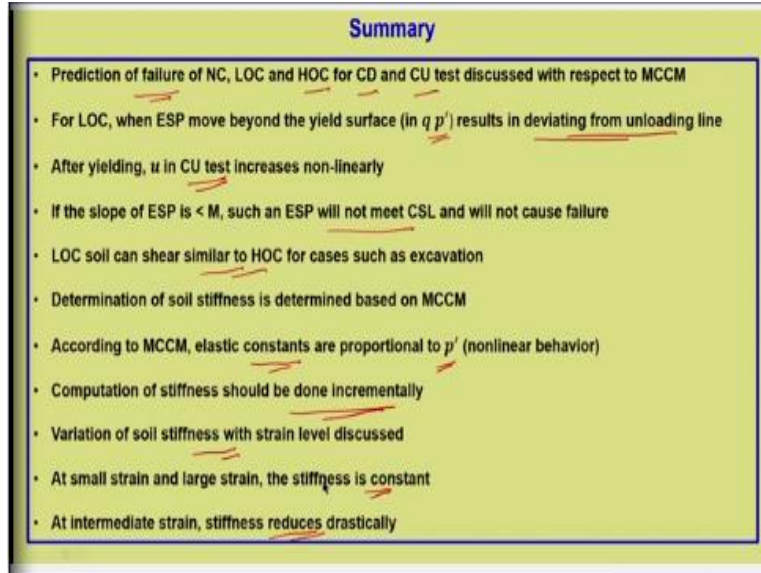 Summary
• Prediction of failure of NC, LOC and HOC for CD and CU test discussed with respect to MCCM
• For LOC, when ESP move beyond the yield surface (in q p′) results in deviating from unloading line
• After yielding, u in CU test increases non-linearly
• If the slope of ESP is < M, such an ESP will not meet CSL and will not cause failure
• LOC soil can shear similar to HOC for cases such as excavation
• Determination of soil stiffness is determined based on MCCM
• According to MCCM, elastic constants are proportional to p′ (nonlinear behavior)
• Computation of stiffness should be done incrementally
• Variation of soil stiffness with strain level discussed
• At small strain and large strain, the stiffness is constant
• At intermediate strain, stiffness reduces drastically